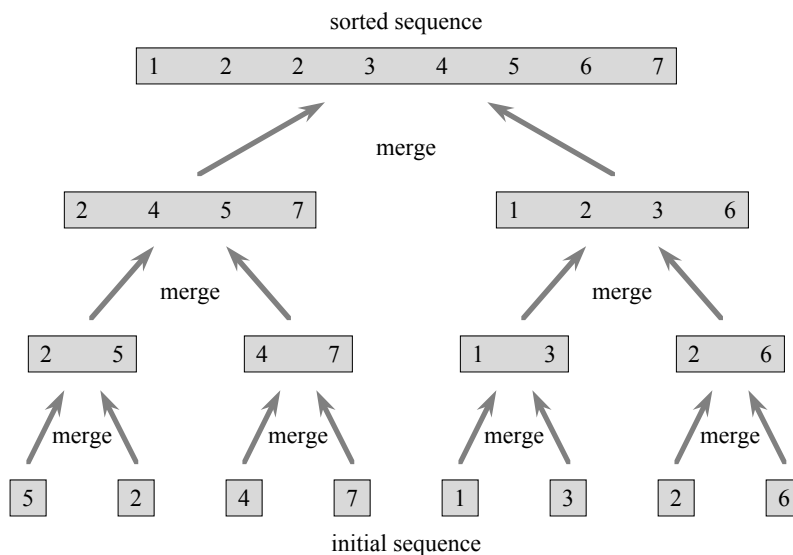 sorted sequence
1 2 2 3 4 5 6 7
merge
2 4 5 7 1 2 3 6
merge merge
2 5 4 7 1 3 2 6
merge merge merge merge
5 2 4 7 1 3 2 6
initial sequence